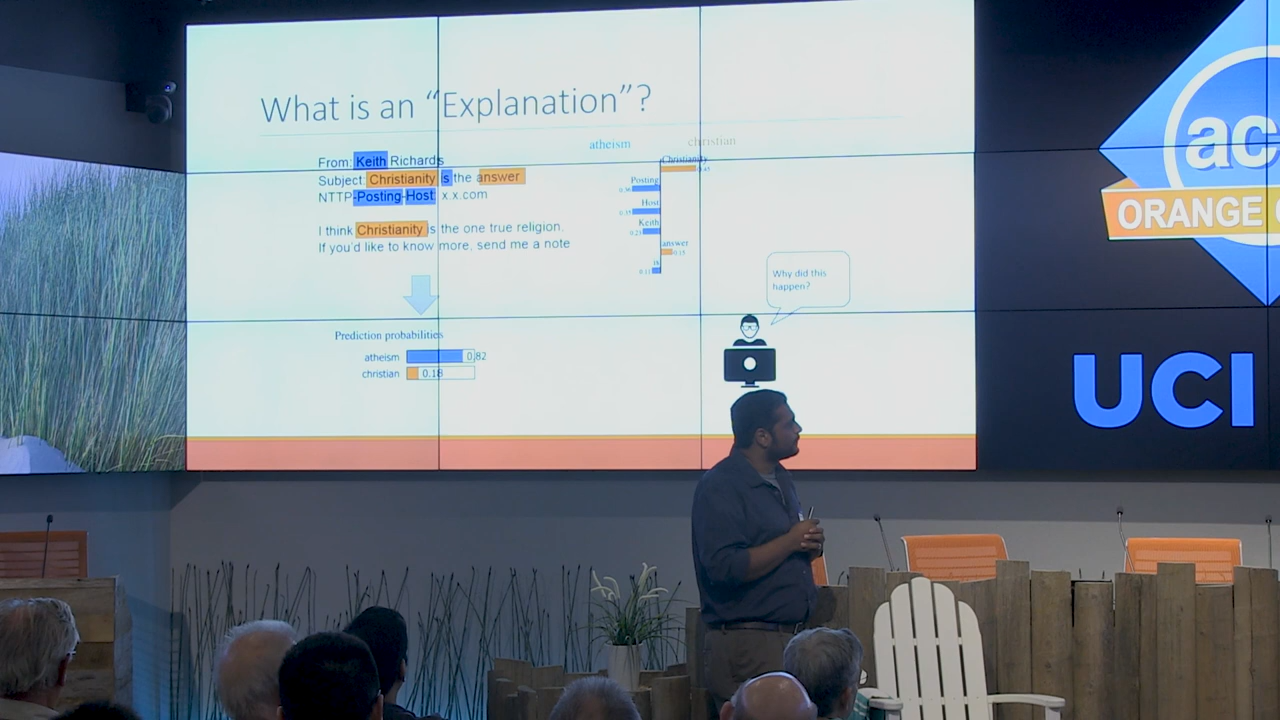 What is an “Explanation”?
From: Keith Richards
Subject: Christianity is the answer
NTTP-Posting-Host: x.x.com
I think Christianity is the one true religion.
If you'd like to know more, send me a note
Prediction probabilities
atheism 0.82
christian 0.18
atheism christian
Christianity
Posting
Host
Keith
answer
0.15
is
Why did this
happen?
ac
ORANGE
UCI